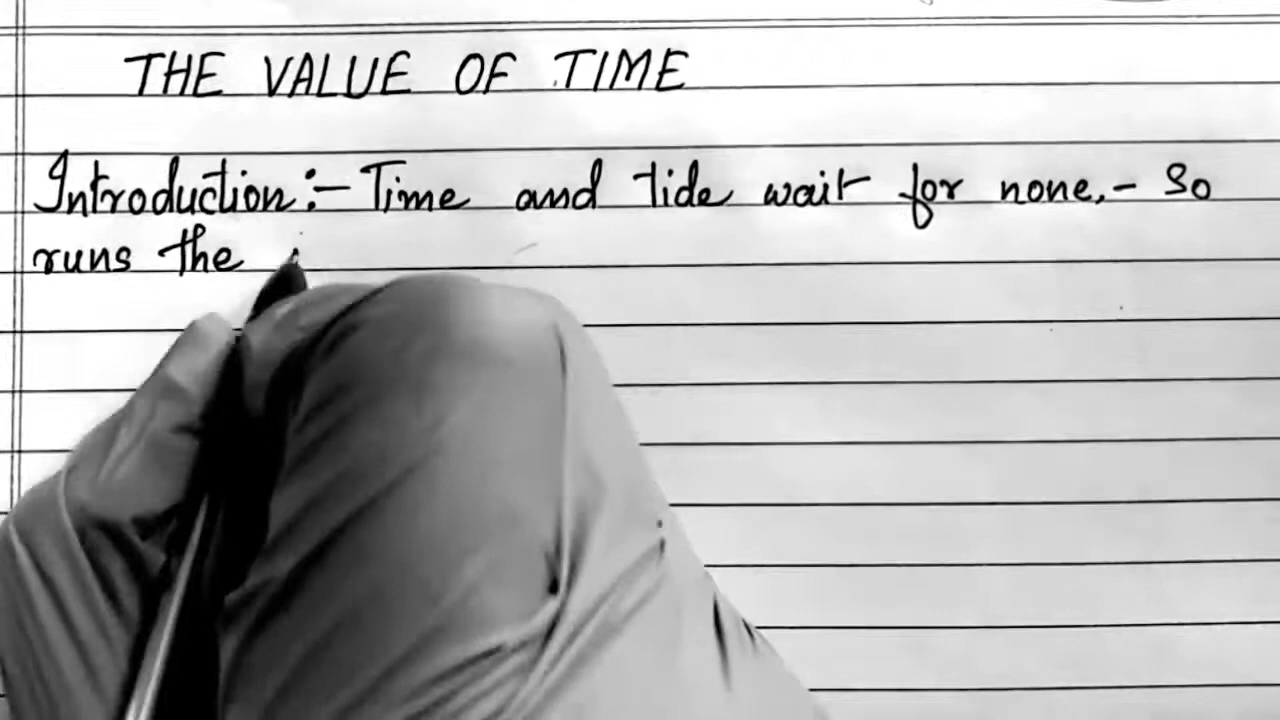 THE VALUE OF TIME
Introduction:- Time and tide wait for none,- So
runs the